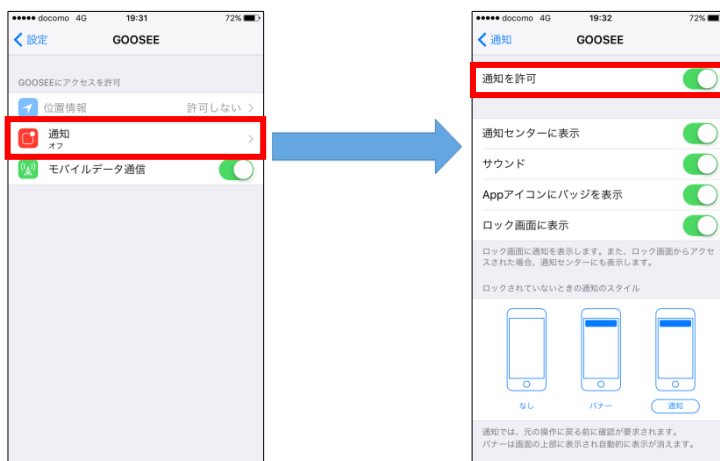 docomo 4G 19:31 72%
設定 GOOSEE
GOOSEEにアクセスを許可
位置情報 許可しない
通知
オフ
モバイルデータ通信
docomo 4G 19:32 72%
通知 GOOSEE
通知を許可
通知センターに表示
サウンド
Appアイコンにバッジを表示
ロック画面に表示
ロック画面に通知を表示します。また、ロック画面からアクセ
スされた場合、通知センターにも表示します。
ロックされていないときの通知のスタイル
なし バナー 通知
通知では、元の操作に戻る前に確認が要求されます。
バナーは画面の上部に表示され自動的に表示が消えます。